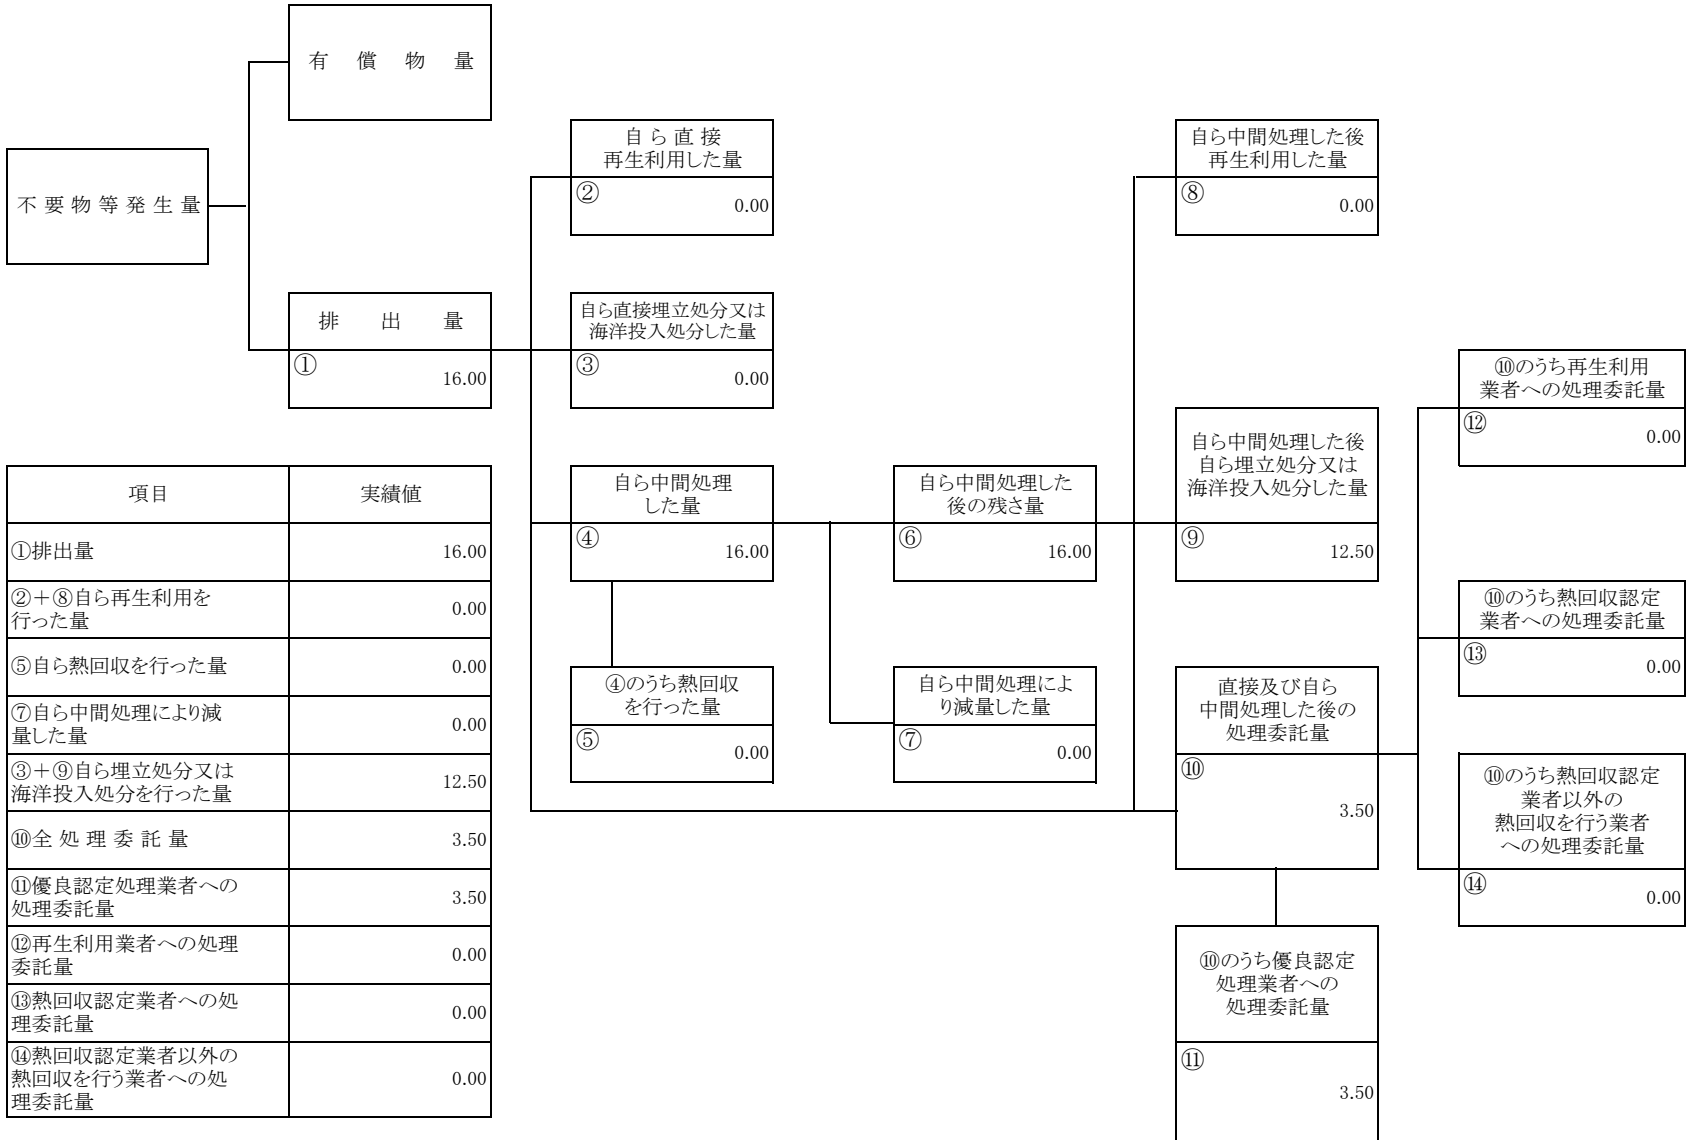 有償物量
不要物等発生量
排出量
①
16.00
自ら直接
再生利用した量
②
0.00
自ら直接埋立処分又は
海洋投入処分した量
③
0.00
自ら中間処理
した量
④
16.00
④のうち熱回収
を行った量
⑤
0.00
自ら中間処理した
後の残さ量
⑥
16.00
自ら中間処理によ
り減量した量
⑦
0.00
自ら中間処理した後
再生利用した量
⑧
0.00
自ら中間処理した後
自ら埋立処分又は
海洋投入処分した量
⑨
12.50
直接及び自ら
中間処理した後の
処理委託量
⑩
3.50
⑩のうち優良認定
処理業者への
処理委託量
⑪
3.50
⑩のうち再生利用
業者への処理委託量
⑫
0.00
⑩のうち熱回収認定
業者への処理委託量
⑬
0.00
⑩のうち熱回収認定
業者以外の
熱回収を行う業者
への処理委託量
⑭
0.00
項目 実績値
①排出量 16.00
②＋⑧自ら再生利用を
行った量 0.00
⑤自ら熱回収を行った量 0.00
⑦自ら中間処理により減
量した量 0.00
③＋⑨自ら埋立処分又は
海洋投入処分を行った量 12.50
⑩全処理委託量 3.50
⑪優良認定処理業者への
処理委託量 3.50
⑫再生利用業者への処理
委託量 0.00
⑬熱回収認定業者への処
理委託量 0.00
⑭熱回収認定業者以外の
熱回収を行う業者への処
理委託量 0.00